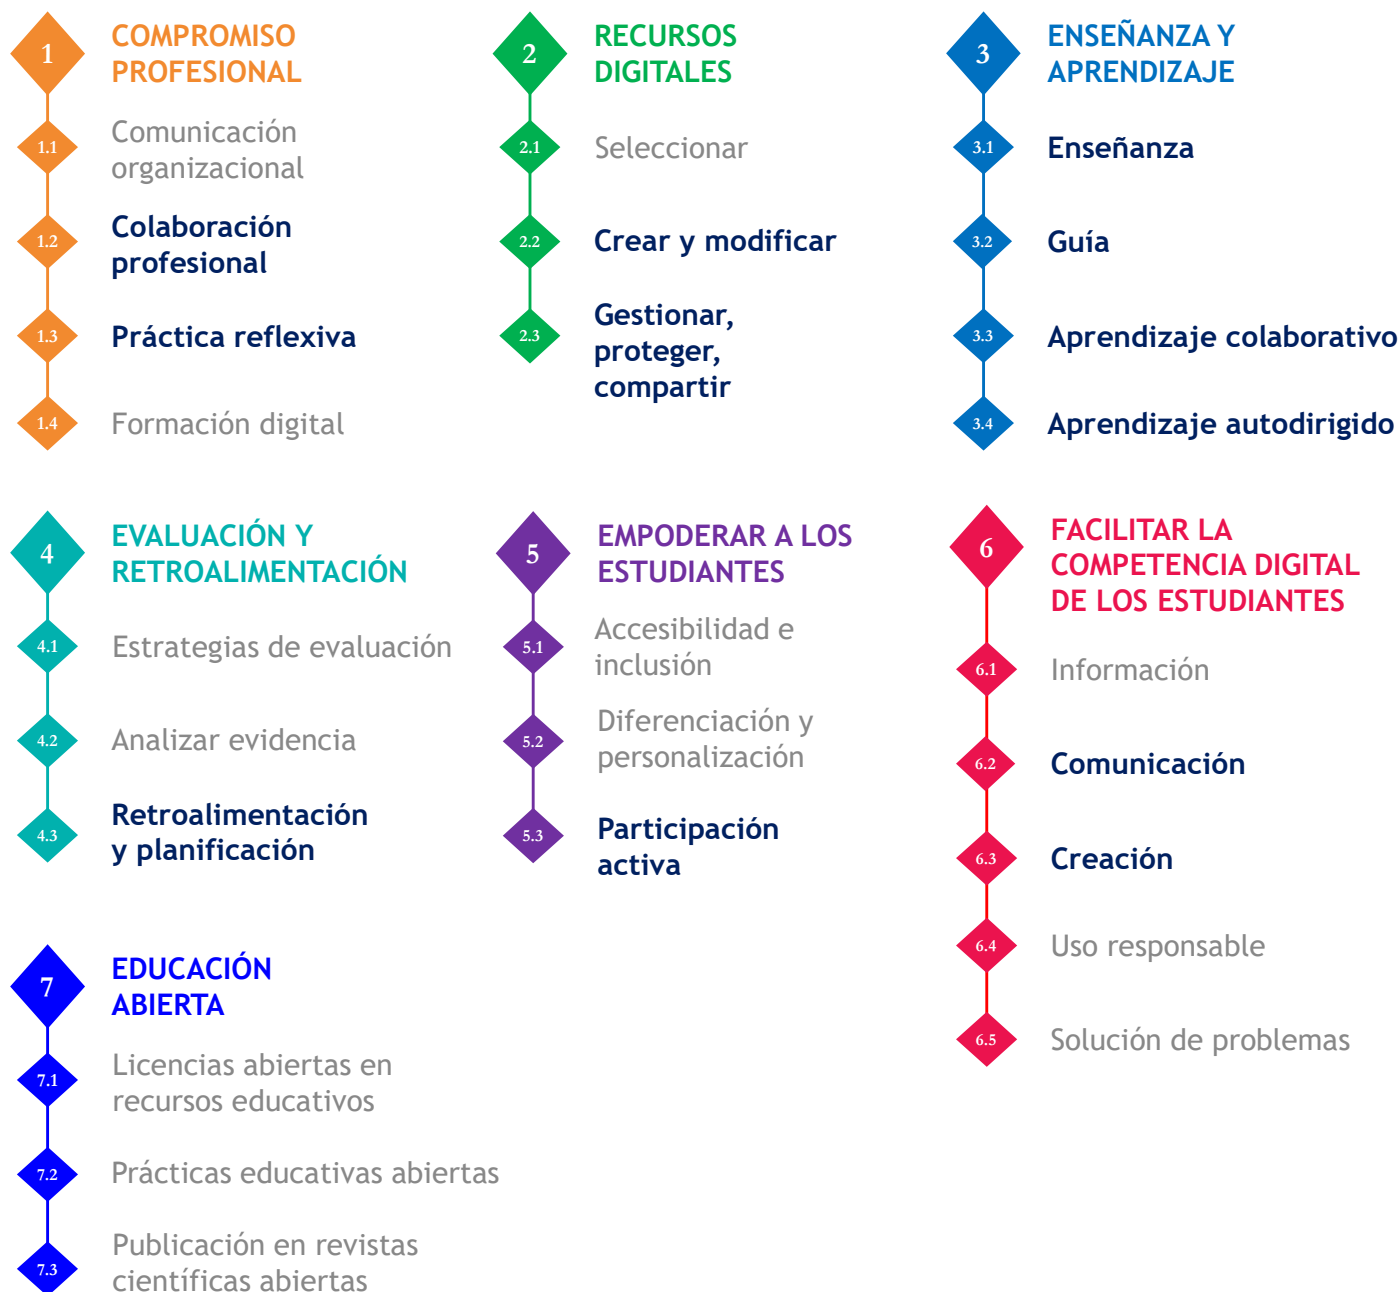 1
COMPROMISO
PROFESIONAL
1.1
Comunicación
organizacional
1.2
Colaboración
profesional
1.3
Práctica reflexiva
1.4
Formación digital
2
RECURSOS
DIGITALES
2.1
Seleccionar
2.2
Crear y modificar
2.3
Gestionar,
proteger,
compartir
3
ENSEÑANZA Y
APRENDIZAJE
3.1
Enseñanza
3.2
Guía
3.3
Aprendizaje colaborativo
3.4
Aprendizaje autodirigido
4
EVALUACIÓN Y
RETROALIMENTACIÓN
4.1
Estrategias de evaluación
4.2
Analizar evidencia
4.3
Retroalimentación
y planificación
5
EMPODERAR A LOS
ESTUDIANTES
5.1
Accesibilidad e
inclusión
5.2
Diferenciación y
personalización
5.3
Participación
activa
6
FACILITAR LA
COMPETENCIA DIGITAL
DE LOS ESTUDIANTES
6.1
Información
6.2
Comunicación
6.3
Creación
6.4
Uso responsable
6.5
Solución de problemas
7
EDUCACIÓN
ABIERTA
7.1
Licencias abiertas en
recursos educativos
7.2
Prácticas educativas abiertas
7.3
Publicación en revistas
científicas abiertas